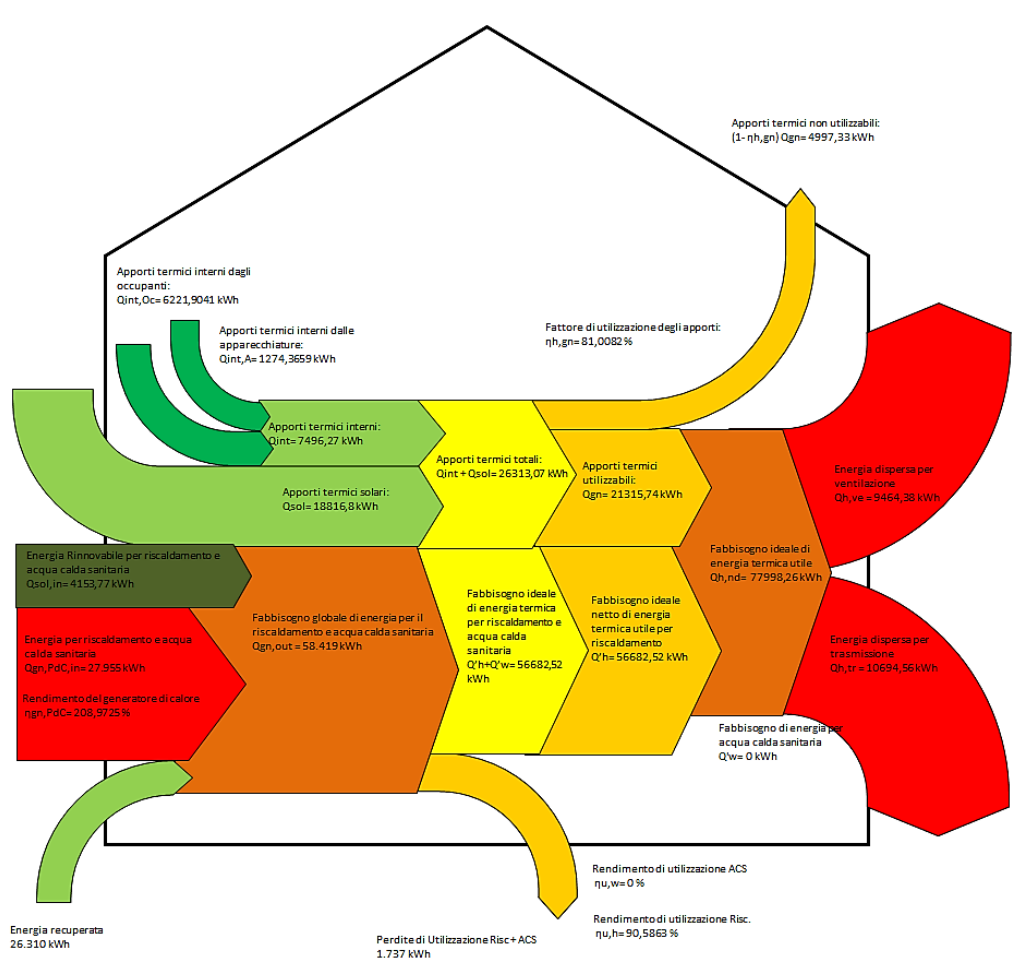 Apporti termici non utilizzabili:
(1- ηh,gn) Qgn= 4997,33 kWh
Apporti termici interni dagli
occupanti:
Qint,Oc= 6221,9041 kWh
Apporti termici interni dalle
apparecchiature:
Qint,A= 1274,3659 kWh
Fattore di utilizzazione degli apporti:
ηh,gn= 81,0082 %
Apporti termici interni:
Qint= 7496,27 kWh
Apporti termici totali:
Qint + Qsol= 26313,07 kWh
Apporti termici
utilizzabili:
Qgn= 21315,74 kWh
Energia dispersa per
ventilazione
Qh,ve = 9464,38 kWh
Apporti termici solari:
Qsol= 18816,8 kWh
Energia Rinnovabile per riscaldamento e
acqua calda sanitaria
Qsol,in= 4153,77 kWh
Fabbisogno ideale di
energia termica utile
Qh,nd= 77998,26 kWh
Fabbisogno globale di energia per il
riscaldamento e acqua calda sanitaria
Qgn,out = 58.419 kWh
Fabbisogno ideale
di energia termica
per riscaldamento e
acqua calda
sanitaria
Q'h+Q'w= 56682,52
kWh
Fabbisogno ideale
netto di energia
termica utile per
riscaldamento
Q'h= 56682,52 kWh
Energia per riscaldamento e acqua
calda sanitaria
Qgn,PdC,in= 27.955 kWh
Rendimento del generatore di calore
ηgn,PdC= 208,9725 %
Energia dispersa per
trasmissione
Qh,tr = 10694,56 kWh
Fabbisogno di energia per
acqua calda sanitaria
Q'w= 0 kWh
Rendimento di utilizzazione ACS
ηu,w= 0 %
Rendimento di utilizzazione Risc.
ηu,h= 90,5863 %
Energia recuperata
26.310 kWh
Perdite di Utilizzazione Risc + ACS
1.737 kWh